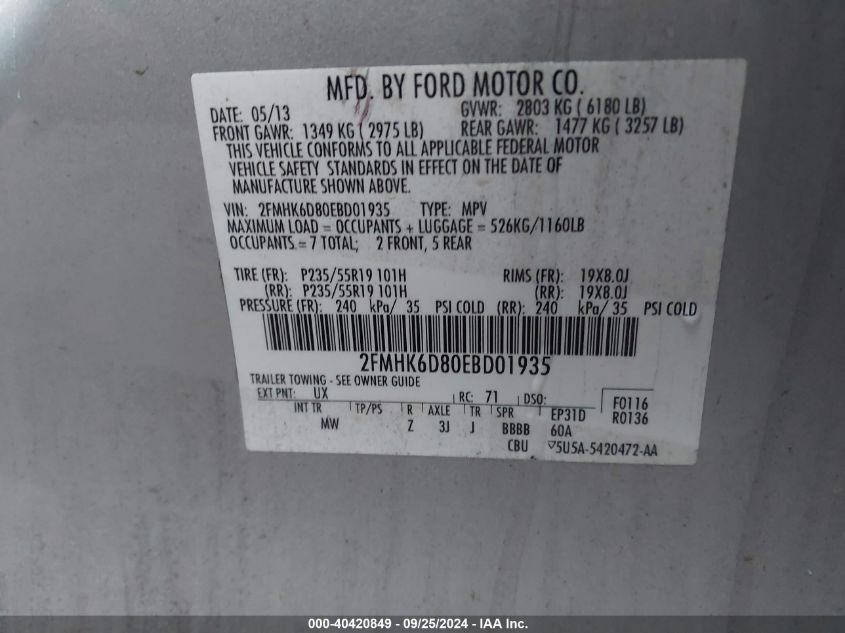 MFD. BY FORD MOTOR CO.
DATE: 05/13 GVWR: 2803 KG ( 6180 LB)
FRONT GAWR: 1349 KG ( 2975 LB) REAR GAWR: 1477 KG ( 3257 LB)
THIS VEHICLE CONFORMS TO ALL APPLICABLE FEDERAL MOTOR
VEHICLE SAFETY STANDARDS IN EFFECT ON THE DATE OF
MANUFACTURE SHOWN ABOVE.
VIN: 2FMHK6D80EBD01935 TYPE: MPV
MAXIMUM LOAD = OCCUPANTS + LUGGAGE = 526KG/1160LB
OCCUPANTS = 7 TOTAL; 2 FRONT, 5 REAR
TIRE (FR): P235/55R19 101H RIMS (FR): 19X8.0J
(RR): P235/55R19 101H (RR): 19X8.0J
PRESSURE (FR): 240 kPa/ 35 PSI COLD (RR): 240 kPa/ 35 PSI COLD
2FMHK6D80EBD01935
TRAILER TOWING - SEE OWNER GUIDE
EXT PNT: UX RC: 71 DSO: F0116
INT TR TP/PS R AXLE TR SPR EP31D R0136
MW Z 3J J BBBB 60A
CBU 5U5A-5420472-AA
000-40420849 - 09/25/2024 - IAA Inc.